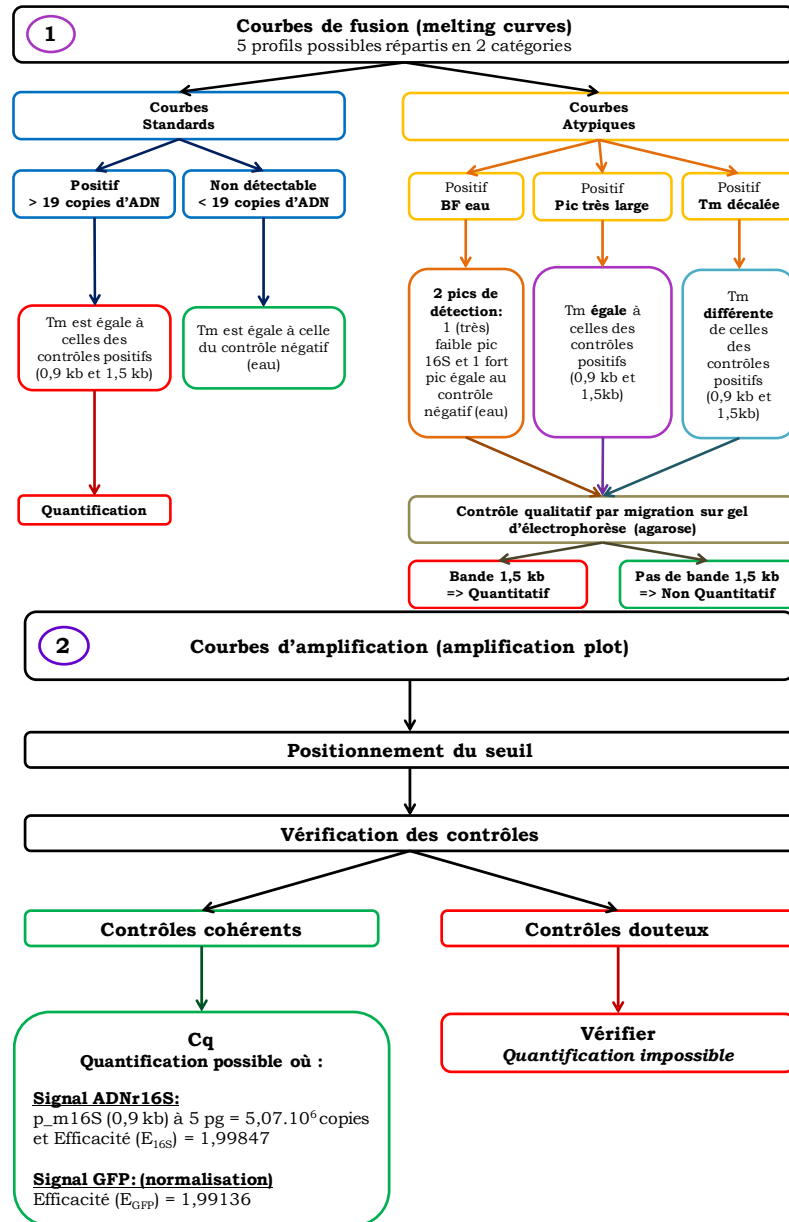 1
Courbes de fusion (melting curves)
5 profils possibles répartis en 2 catégories
Courbes
Standards
Courbes
Atypiques
Positif
> 19 copies d'ADN
Non détectable
< 19 copies d'ADN
Positif
BF eau
Positif
Pic très large
Positif
Tm décalée
Tm est égale à
celles des
contrôles positifs
(0,9 kb et 1,5 kb)
Tm est égale à celle
du contrôle négatif
(eau)
2 pics de
détection:
1 (très)
faible pic
16S et 1 fort
pic égale au
contrôle
négatif (eau)
Tm égale à
celles des
contrôles
positifs
(0,9 kb et
1,5kb)
Tm
différente
de celles
des
contrôles
positifs
(0,9 kb et
1,5kb)
Quantification
Contrôle qualitatif par migration sur gel
d'électrophorèse (agarose)
Bande 1,5 kb
=> Quantitatif
Pas de bande 1,5 kb
=> Non Quantitatif
2
Courbes d'amplification (amplification plot)
Positionnement du seuil
Vérification des contrôles
Contrôles cohérents
Contrôles douteux
Cq
Quantification possible où :
Signal ADNr16S:
p_m16S (0,9 kb) à 5 pg = 5,07.10⁶ copies
et Efficacité (E₁₆S) = 1,99847
Signal GFP: (normalisation)
Efficacité (EGFP) = 1,99136
Vérifier
Quantification impossible